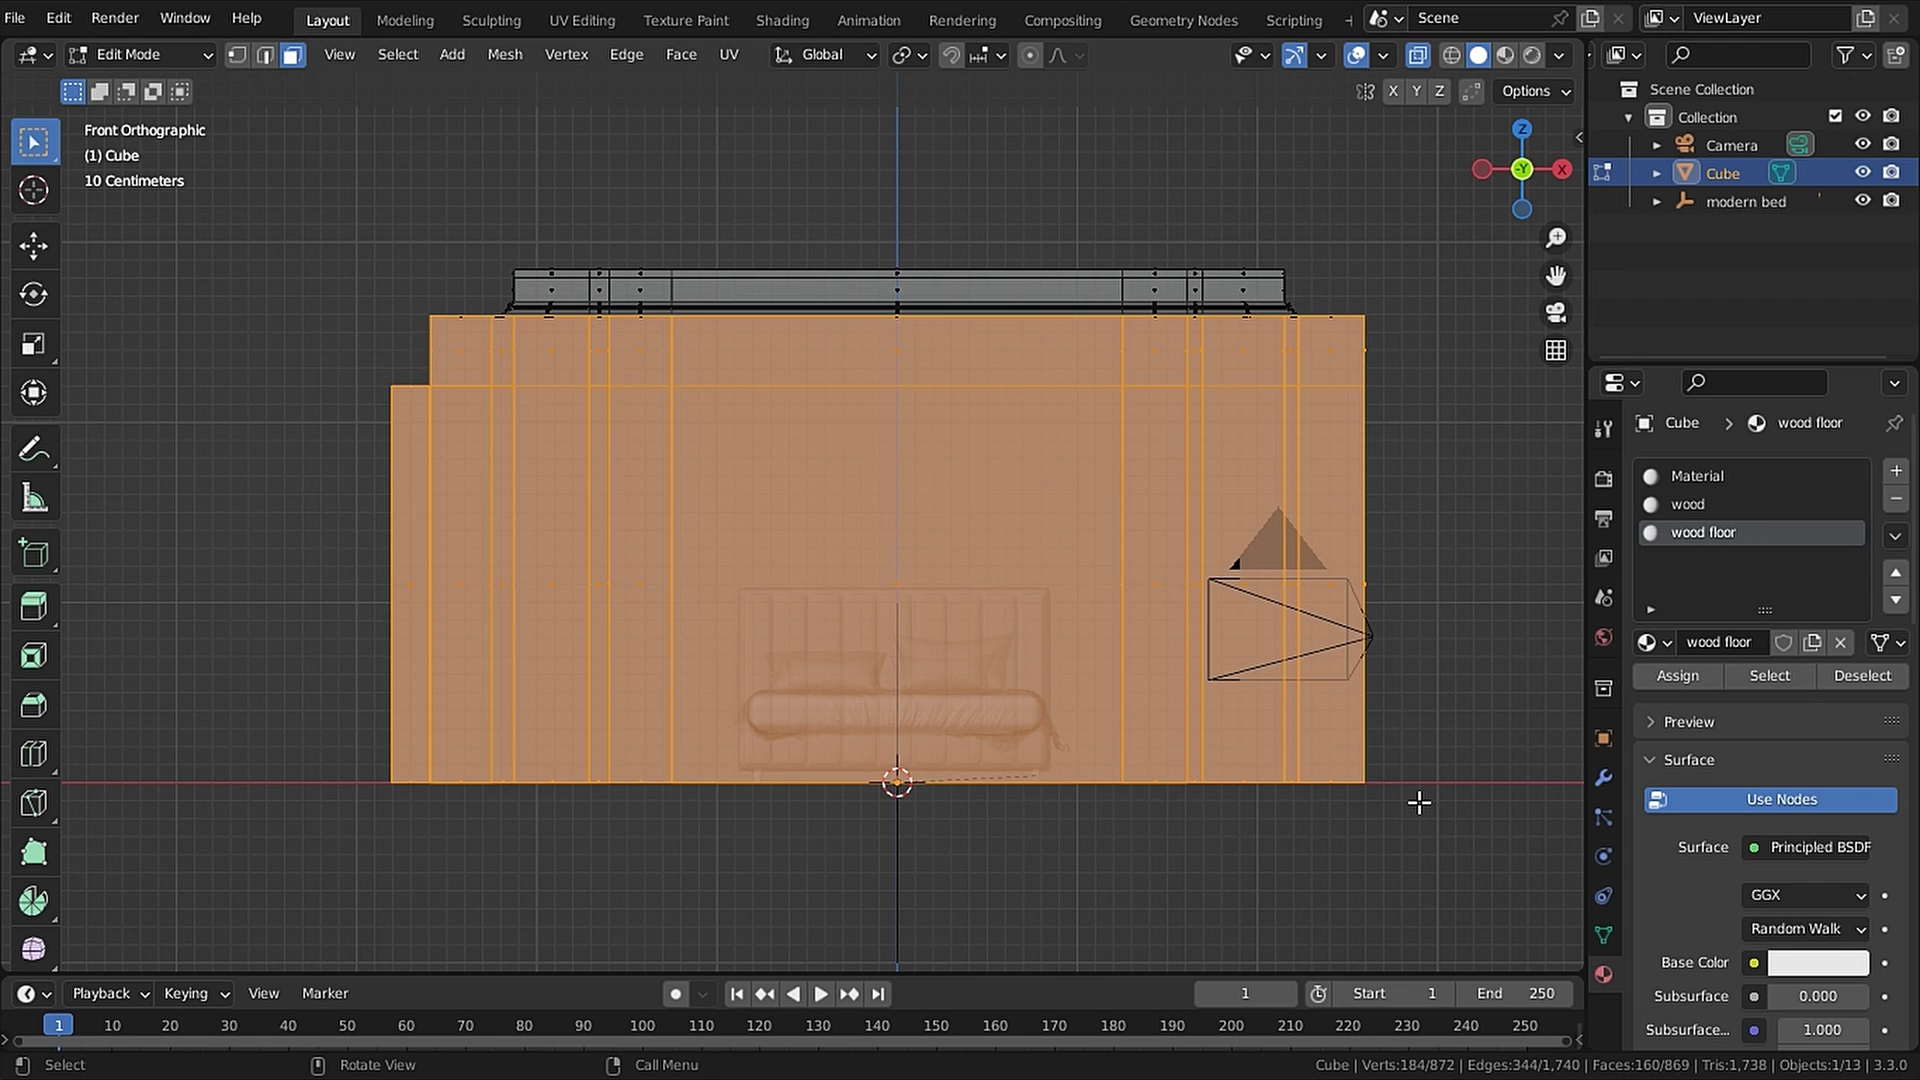 File Edit Render Window Help Layout Modeling Sculpting UV Editing Texture Paint Shading Animation Rendering Compositing Geometry Nodes Scripting Scene ViewLayer
Edit Mode View Select Add Mesh Vertex Edge Face UV Global
X Y Z Options
Front Orthographic
(1) Cube
10 Centimeters
Z
-Y X
Scene Collection
Collection
Camera
Cube
modern bed
Cube > wood floor
Material
wood
wood floor
wood floor
Assign Select Deselect
Preview
Surface
Use Nodes
Surface Principled BSDF
GGX
Random Walk
Base Color
Subsurface 0.000
Subsurface... 1.000
Playback Keying View Marker 1 Start 1 End 250
1 10 20 30 40 50 60 70 80 90 100 110 120 130 140 150 160 170 180 190 200 210 220 230 240 250
Select Rotate View Call Menu Cube | Verts:184/872 | Edges:344/1,740 | Faces:160/869 | Tris:1,738 | Objects:1/13 | 3.3.0